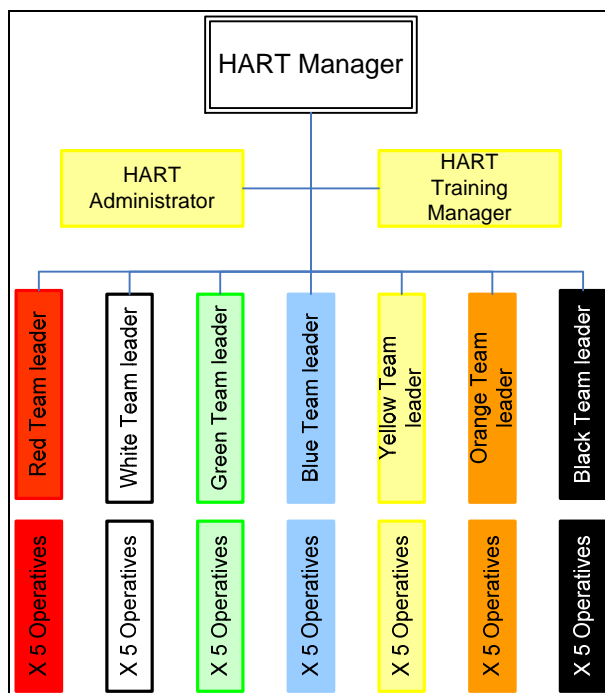 HART Manager
HART
Administrator
HART
Training
Manager
Red Team leader
White Team leader
Green Team leader
Blue Team leader
Yellow Team
leader
Orange Team
leader
Black Team leader
X 5 Operatives
X 5 Operatives
X 5 Operatives
X 5 Operatives
X 5 Operatives
X 5 Operatives
X 5 Operatives